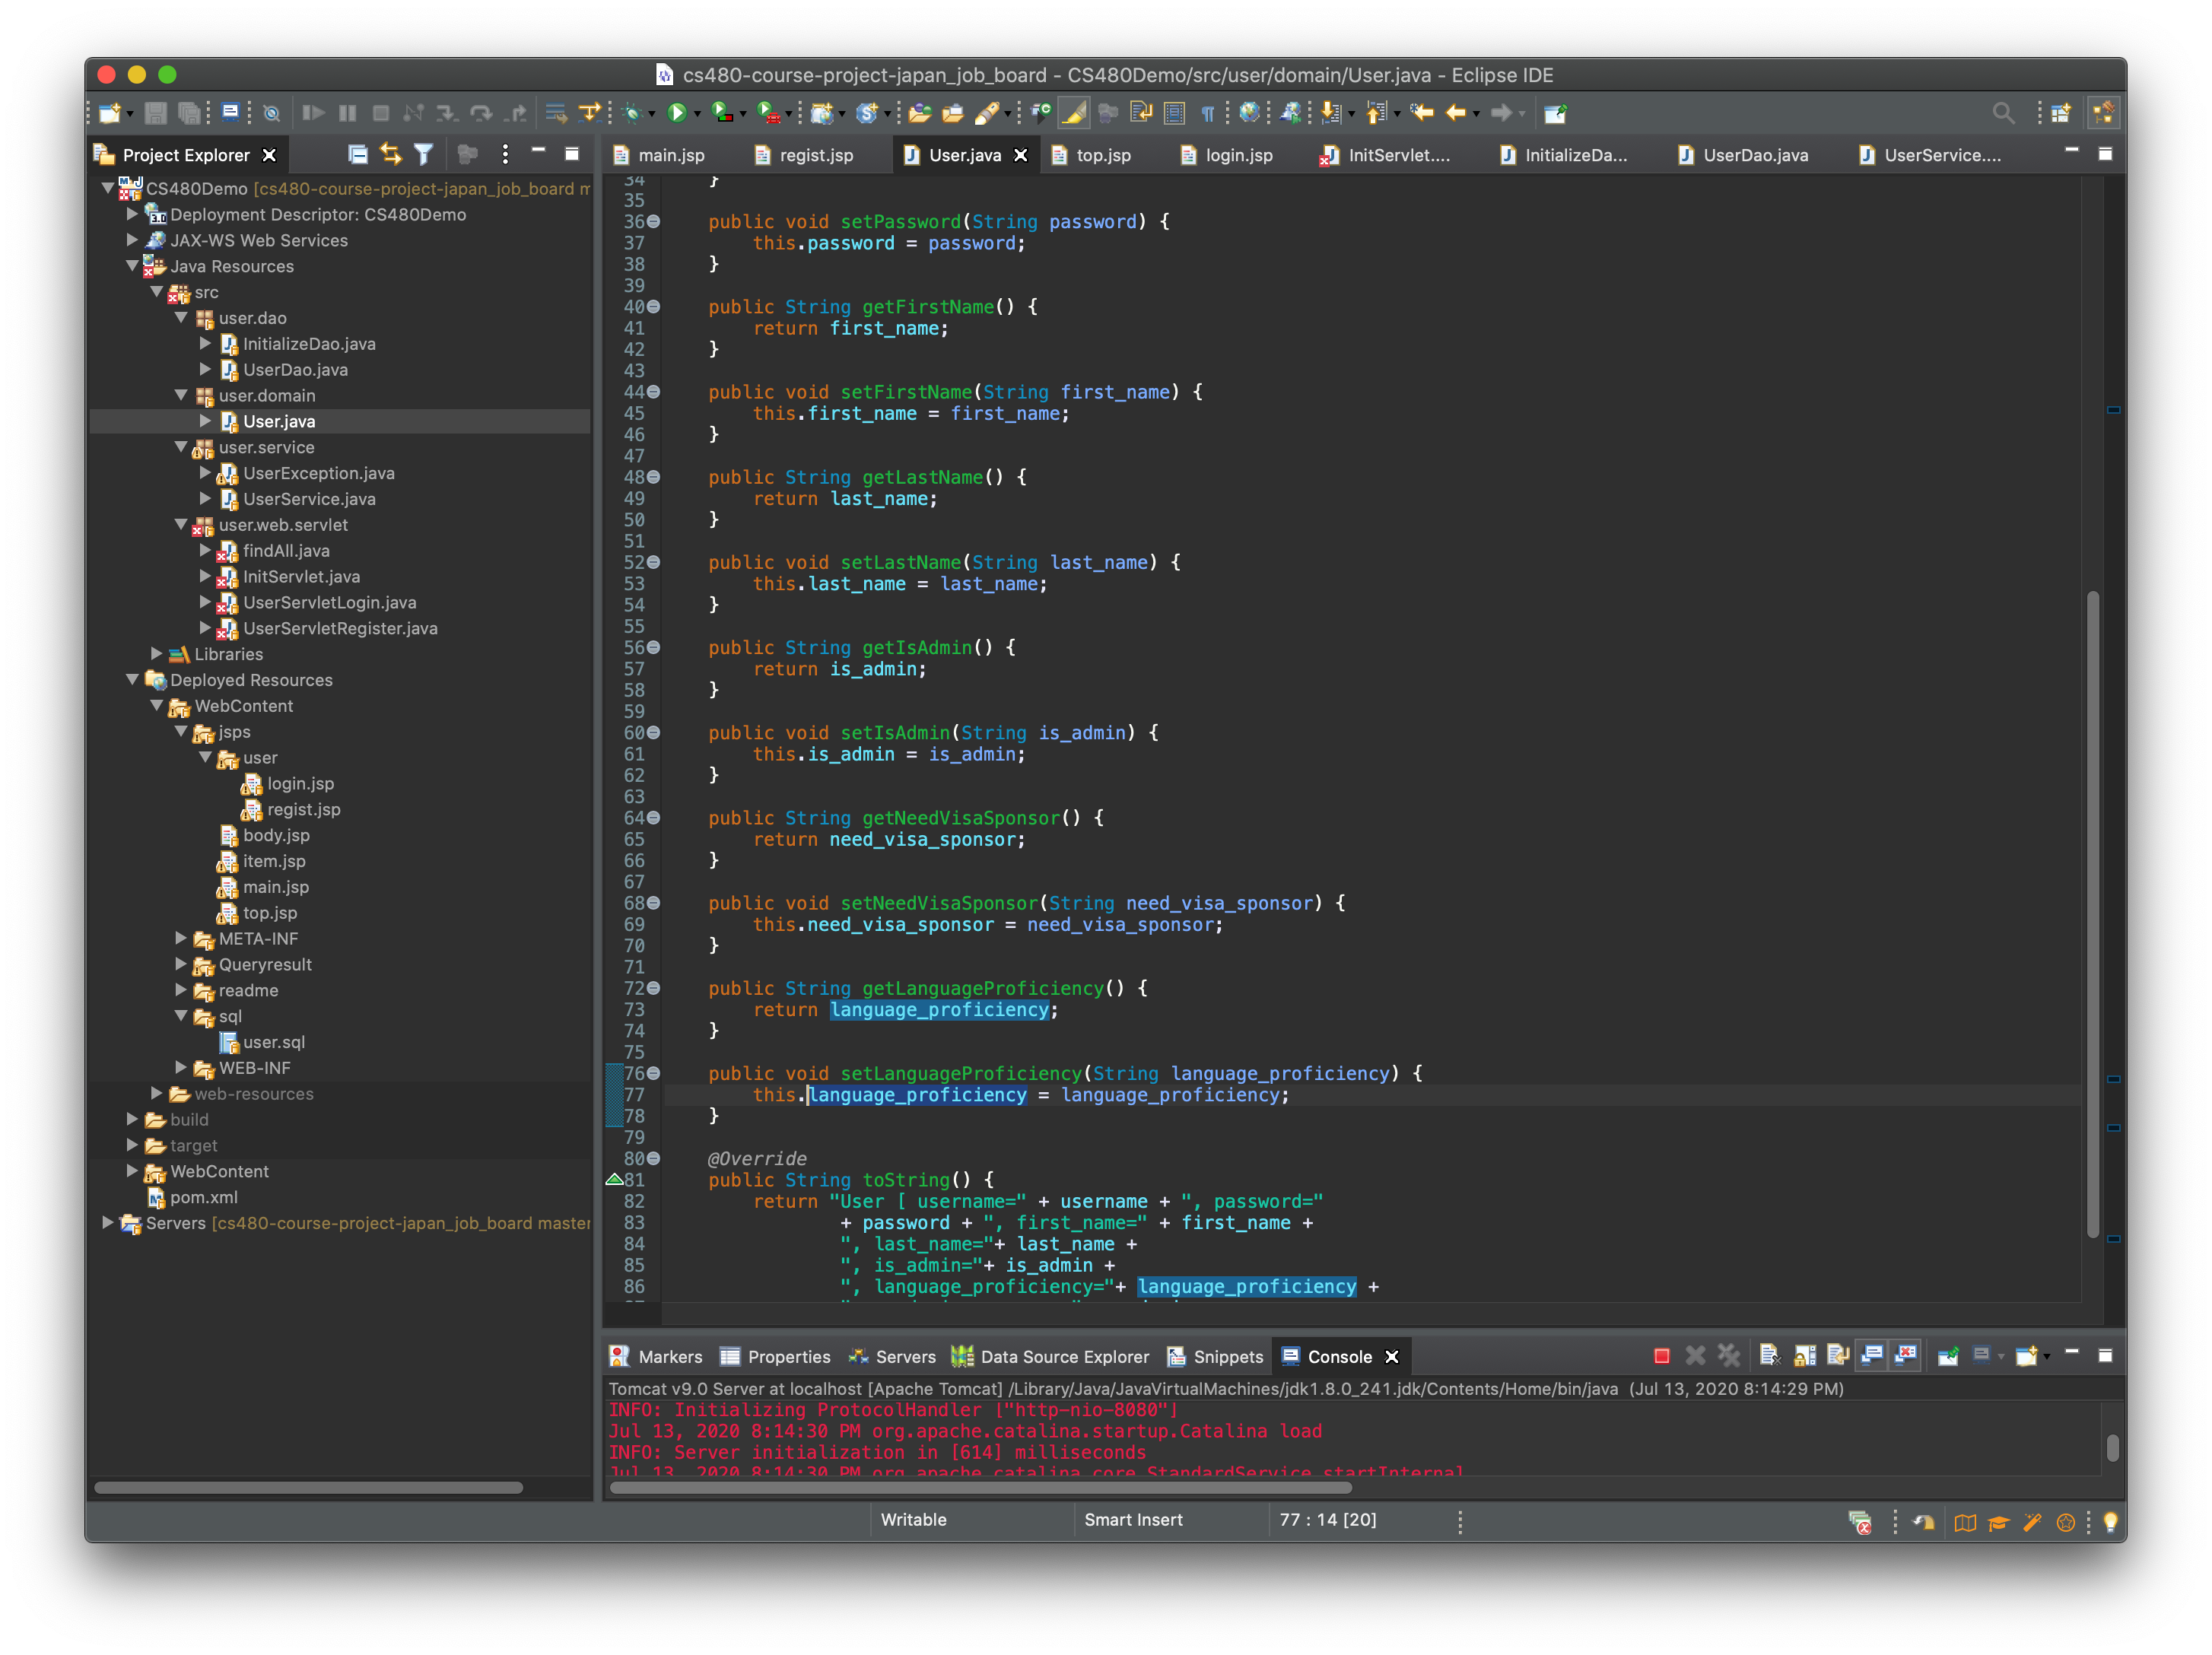 cs480-course-project-japan_job_board - CS480Demo/src/user/domain/User.java - Eclipse IDE
Project Explorer
CS480Demo [cs480-course-project-japan_job_board m
Deployment Descriptor: CS480Demo
JAX-WS Web Services
Java Resources
src
user.dao
InitializeDao.java
UserDao.java
user.domain
User.java
user.service
UserException.java
UserService.java
user.web.servlet
findAll.java
InitServlet.java
UserServletLogin.java
UserServletRegister.java
Libraries
Deployed Resources
WebContent
jsps
user
login.jsp
regist.jsp
body.jsp
item.jsp
main.jsp
top.jsp
META-INF
Queryresult
readme
sql
user.sql
WEB-INF
web-resources
build
target
WebContent
pom.xml
Servers [cs480-course-project-japan_job_board master
main.jsp regist.jsp User.java top.jsp login.jsp InitServlet.... InitializeDa... UserDao.java UserService....
34 }
35
36 public void setPassword(String password) {
37 this.password = password;
38 }
39
40 public String getFirstName() {
41 return first_name;
42 }
43
44 public void setFirstName(String first_name) {
45 this.first_name = first_name;
46 }
47
48 public String getLastName() {
49 return last_name;
50 }
51
52 public void setLastName(String last_name) {
53 this.last_name = last_name;
54 }
55
56 public String getIsAdmin() {
57 return is_admin;
58 }
59
60 public void setIsAdmin(String is_admin) {
61 this.is_admin = is_admin;
62 }
63
64 public String getNeedVisaSponsor() {
65 return need_visa_sponsor;
66 }
67
68 public void setNeedVisaSponsor(String need_visa_sponsor) {
69 this.need_visa_sponsor = need_visa_sponsor;
70 }
71
72 public String getLanguageProficiency() {
73 return language_proficiency;
74 }
75
76 public void setLanguageProficiency(String language_proficiency) {
77 this.language_proficiency = language_proficiency;
78 }
79
80 @Override
81 public String toString() {
82 return "User [ username=" + username + ", password="
83 + password + ", first_name=" + first_name +
84 ", last_name="+ last_name +
85 ", is_admin="+ is_admin +
86 ", language_proficiency="+ language_proficiency +
Markers Properties Servers Data Source Explorer Snippets Console
Tomcat v9.0 Server at localhost [Apache Tomcat] /Library/Java/JavaVirtualMachines/jdk1.8.0_241.jdk/Contents/Home/bin/java (Jul 13, 2020 8:14:29 PM)
INFO: Initializing ProtocolHandler ["http-nio-8080"]
Jul 13, 2020 8:14:30 PM org.apache.catalina.startup.Catalina load
INFO: Server initialization in [614] milliseconds
Jul 13, 2020 8:14:30 PM org.apache.catalina.core.StandardService startInternal
Writable Smart Insert 77 : 14 [20]